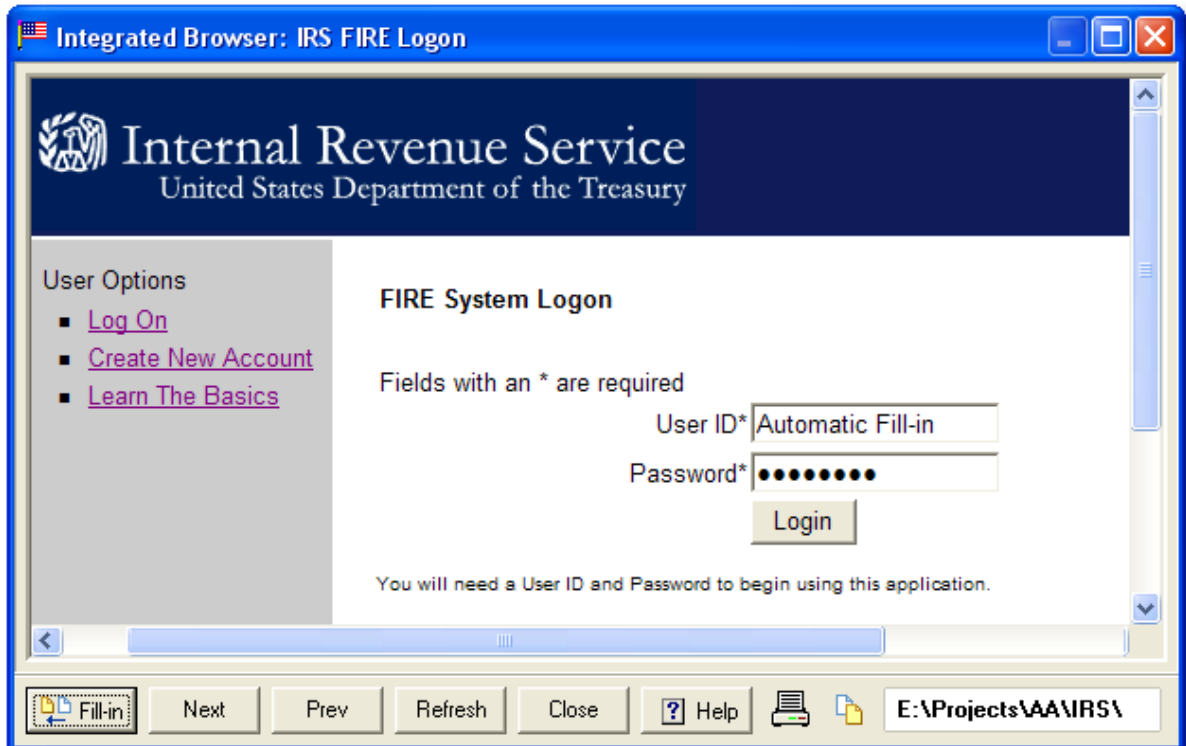 Integrated Browser: IRS FIRE Logon
Internal Revenue Service
United States Department of the Treasury
User Options
Log On
Create New Account
Learn The Basics
FIRE System Logon
Fields with an * are required
User ID* Automatic Fill-in
Password* ●●●●●●●●
Login
You will need a User ID and Password to begin using this application.
Fill-in Next Prev Refresh Close ? Help E:\Projects\AA\IRS\